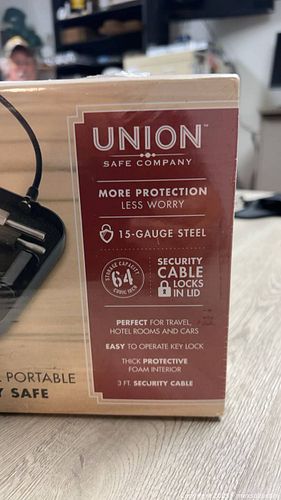 UNION™
SAFE COMPANY
MORE PROTECTION
LESS WORRY
15-GAUGE STEEL
STORAGE CAPACITY
64
CUBIC INCH
SECURITY
CABLE
LOCKS
IN LID
PERFECT FOR TRAVEL,
HOTEL ROOMS AND CARS
EASY TO OPERATE KEY LOCK
THICK PROTECTIVE
FOAM INTERIOR
3 FT. SECURITY CABLE
PORTABLE
SAFE